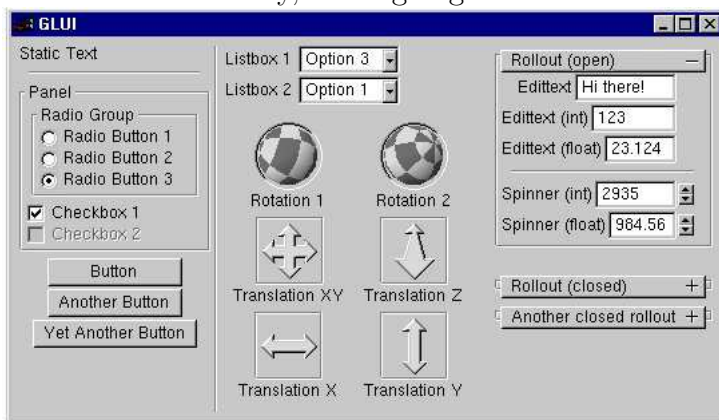 GLUI
Static Text
Panel
Radio Group
Radio Button 1
Radio Button 2
Radio Button 3
Checkbox 1
Checkbox 2
Button
Another Button
Yet Another Button
Listbox 1 Option 3
Listbox 2 Option 1
Rotation 1 Rotation 2
Translation XY Translation Z
Translation X Translation Y
Rollout (open) –
Edittext Hi there!
Edittext (int) 123
Edittext (float) 23.124
Spinner (int) 2935
Spinner (float) 984.56
Rollout (closed) +
Another closed rollout +